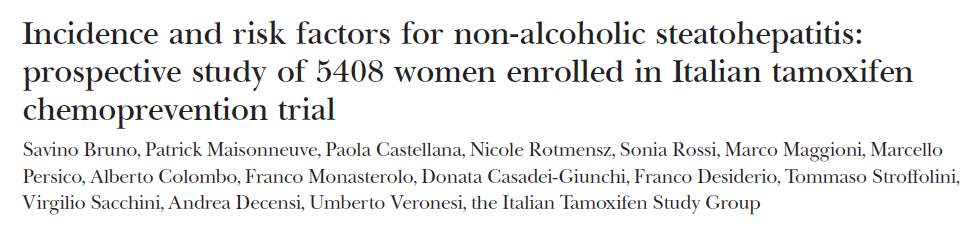 Incidence and risk factors for non-alcoholic steatohepatitis:
prospective study of 5408 women enrolled in Italian tamoxifen
chemoprevention trial
Savino Bruno, Patrick Maisonneuve, Paola Castellana, Nicole Rotmensz, Sonia Rossi, Marco Maggioni, Marcello
Persico, Alberto Colombo, Franco Monasterolo, Donata Casadei-Giunchi, Franco Desiderio, Tommaso Stroffolini,
Virgilio Sacchini, Andrea Decensi, Umberto Veronesi, the Italian Tamoxifen Study Group